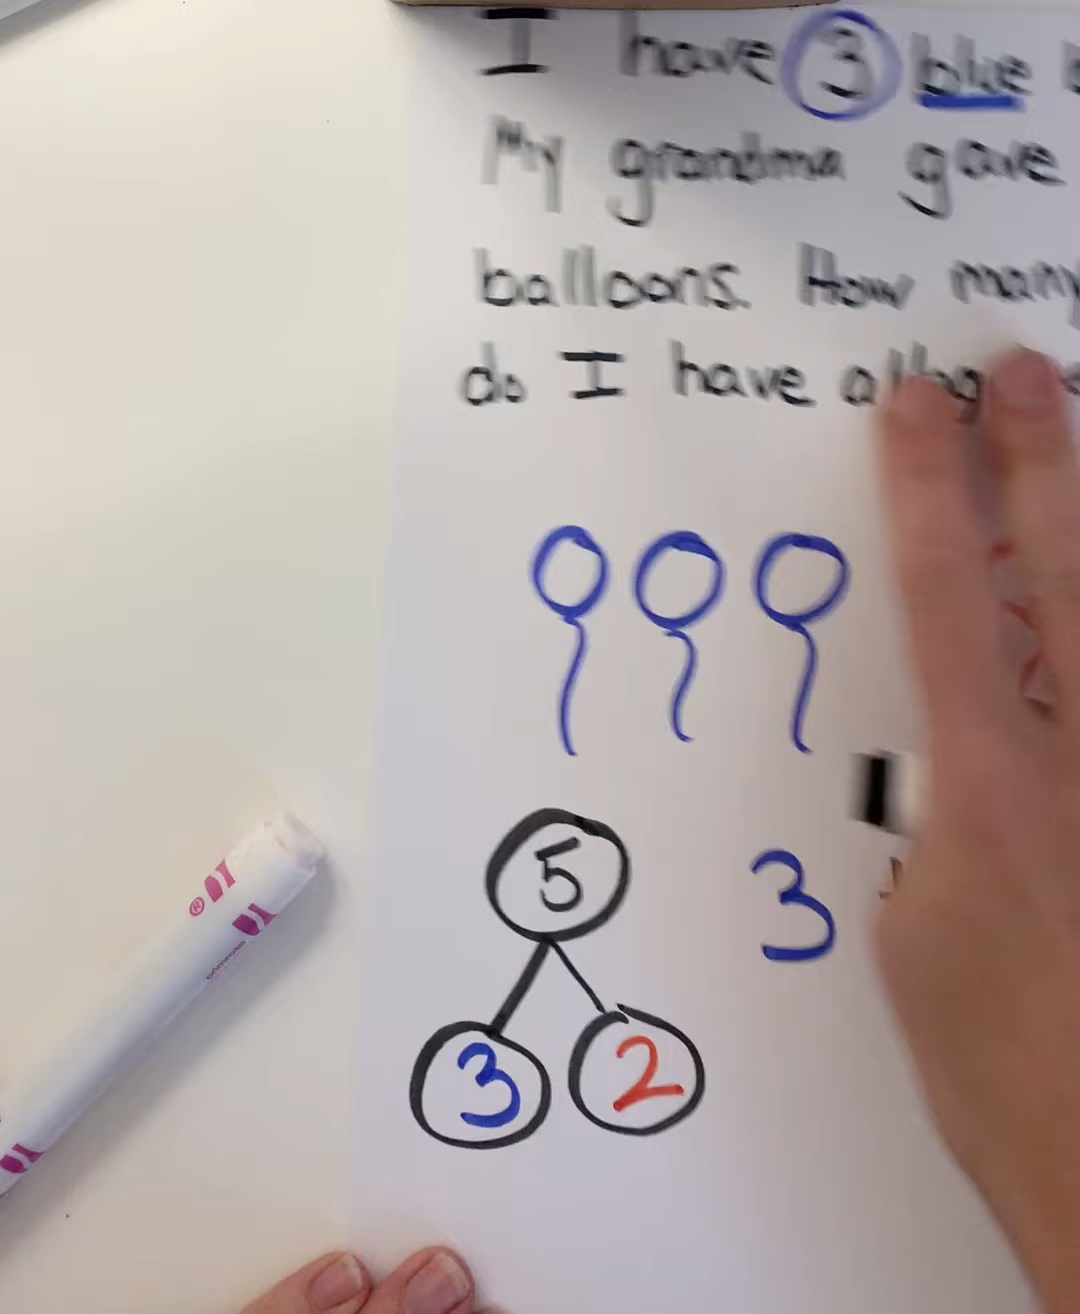 I have 3 blue
My grandma gave
balloons. How many
do I have
5
3
3 2